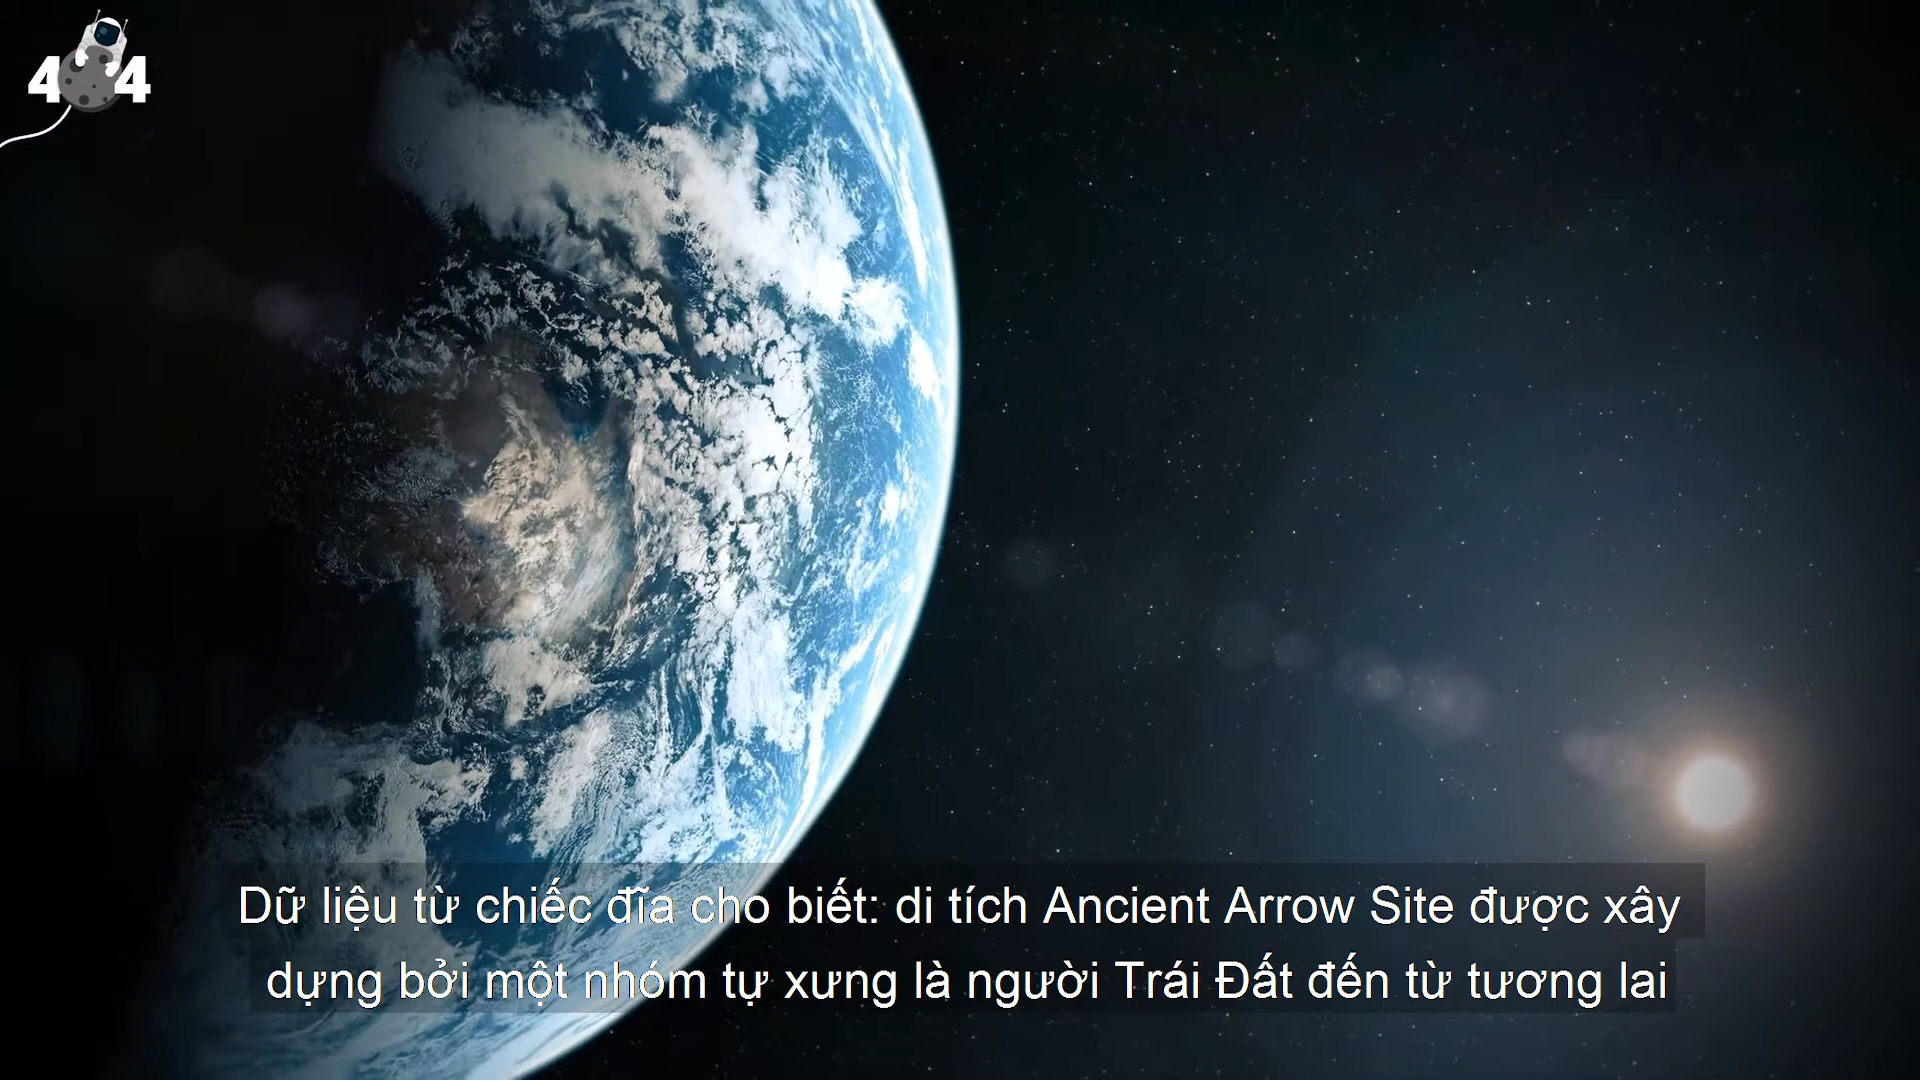 404
Dữ liệu từ chiếc đĩa cho biết: di tích Ancient Arrow Site được xây
dựng bởi một nhóm tự xưng là người Trái Đất đến từ tương lai